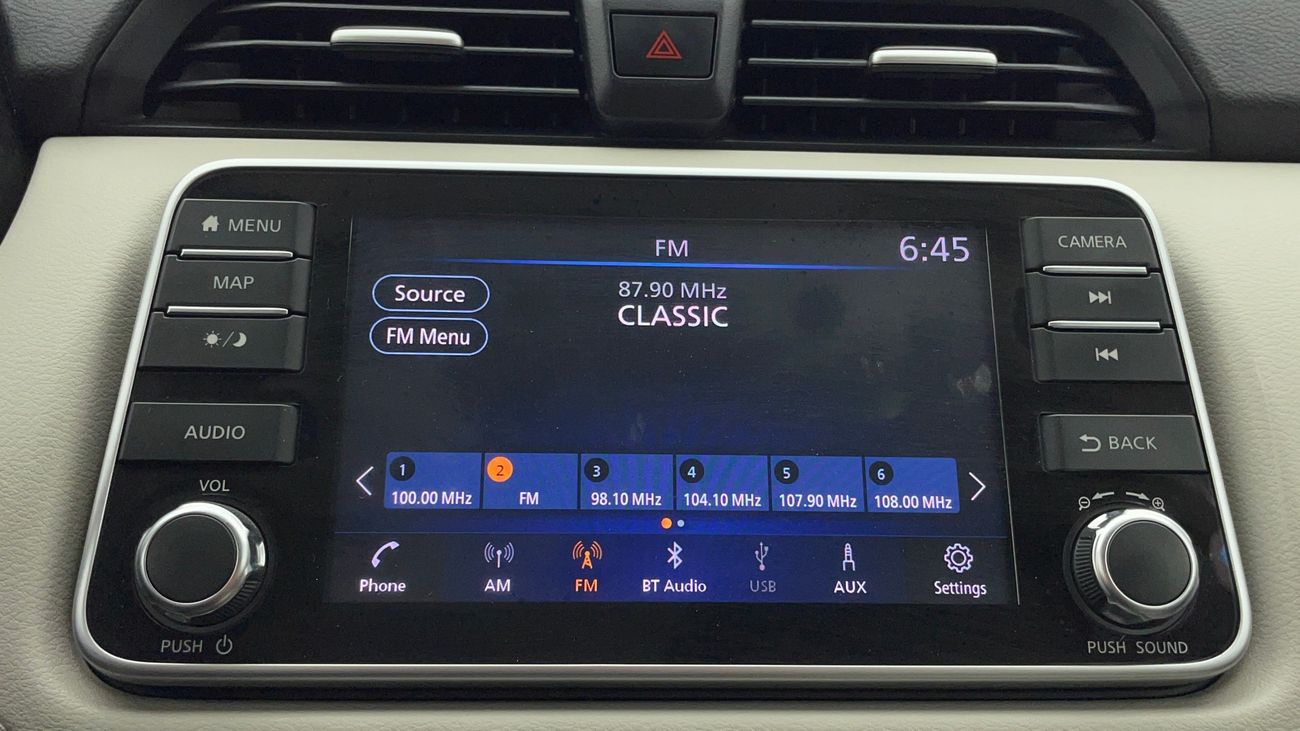 MENU
MAP
AUDIO
VOL
PUSH
FM
6:45
Source
FM Menu
87.90 MHz
CLASSIC
1
100.00 MHz
2
FM
3
98.10 MHz
4
104.10 MHz
5
107.90 MHz
6
108.00 MHz
Phone
AM
FM
BT Audio
USB
AUX
Settings
CAMERA
BACK
PUSH SOUND